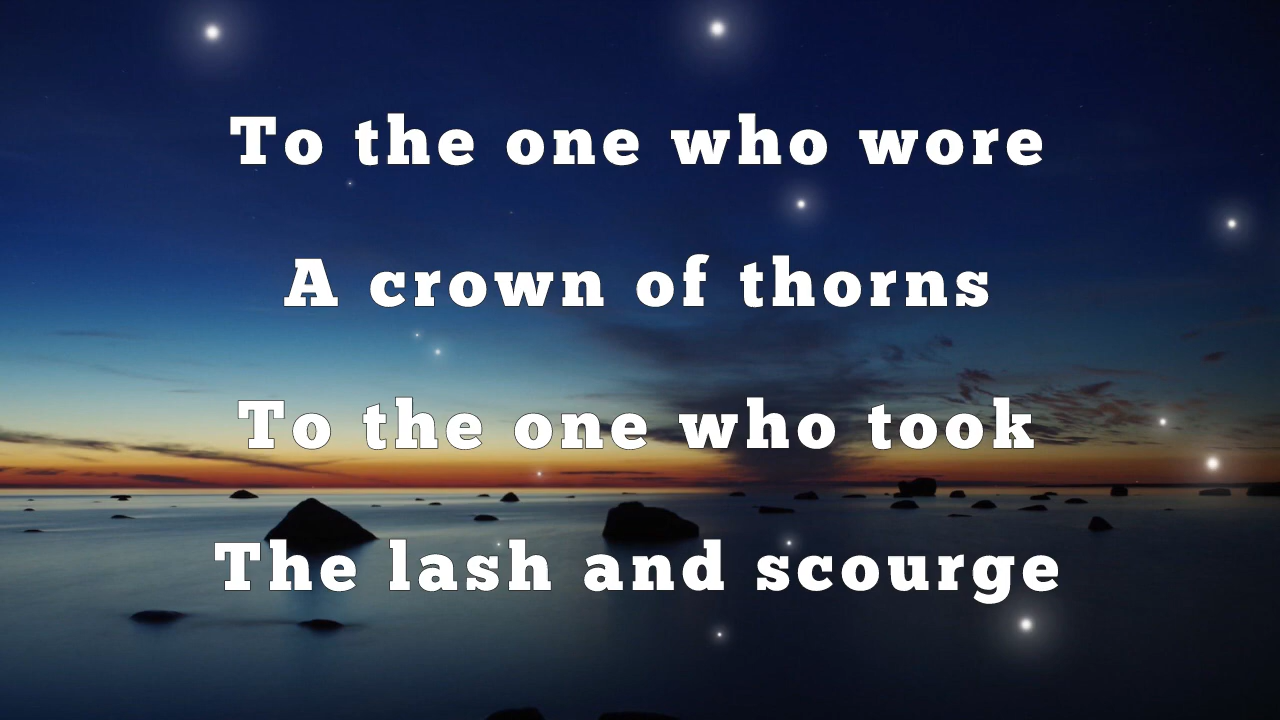 To the one who wore
A crown of thorns
To the one who took
The lash and scourge